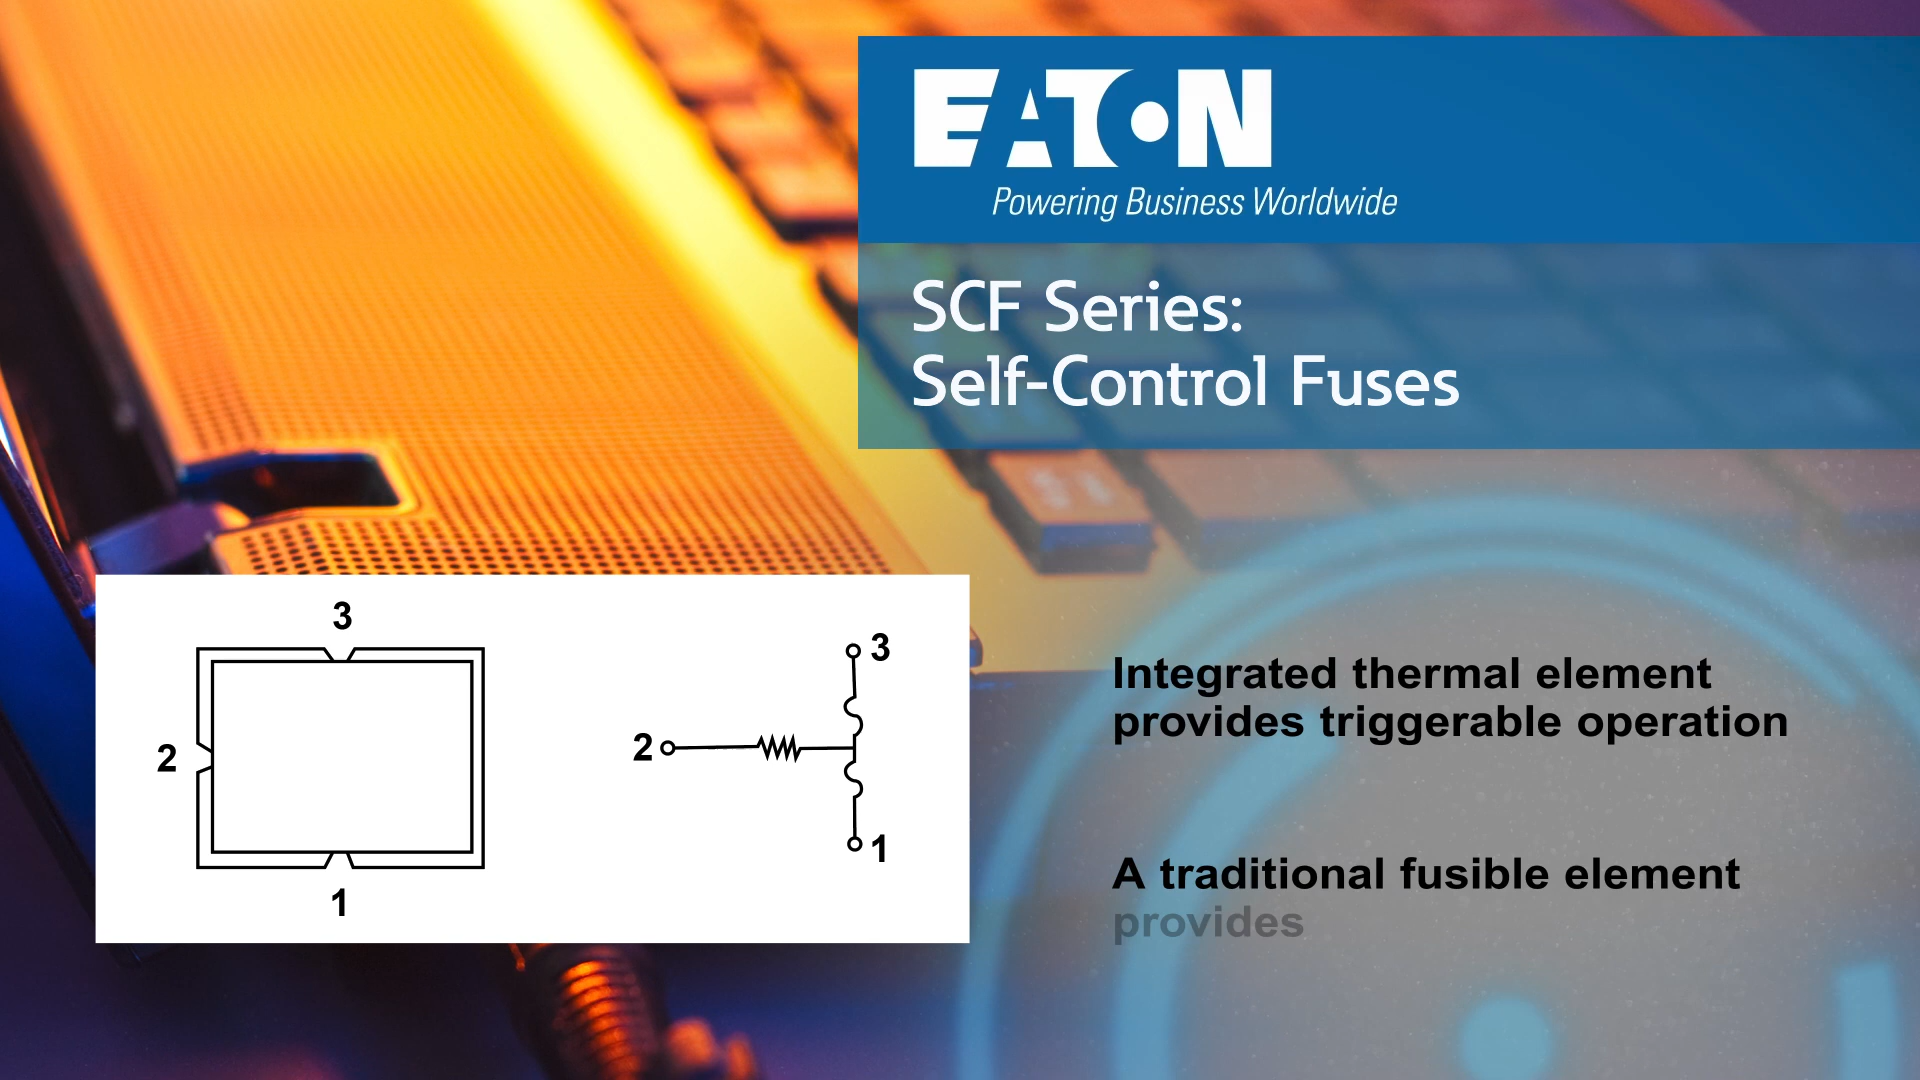 EATON
Powering Business Worldwide
SCF Series:
Self-Control Fuses
3
2
1
3
2
1
Integrated thermal element
provides triggerable operation
A traditional fusible element
provides